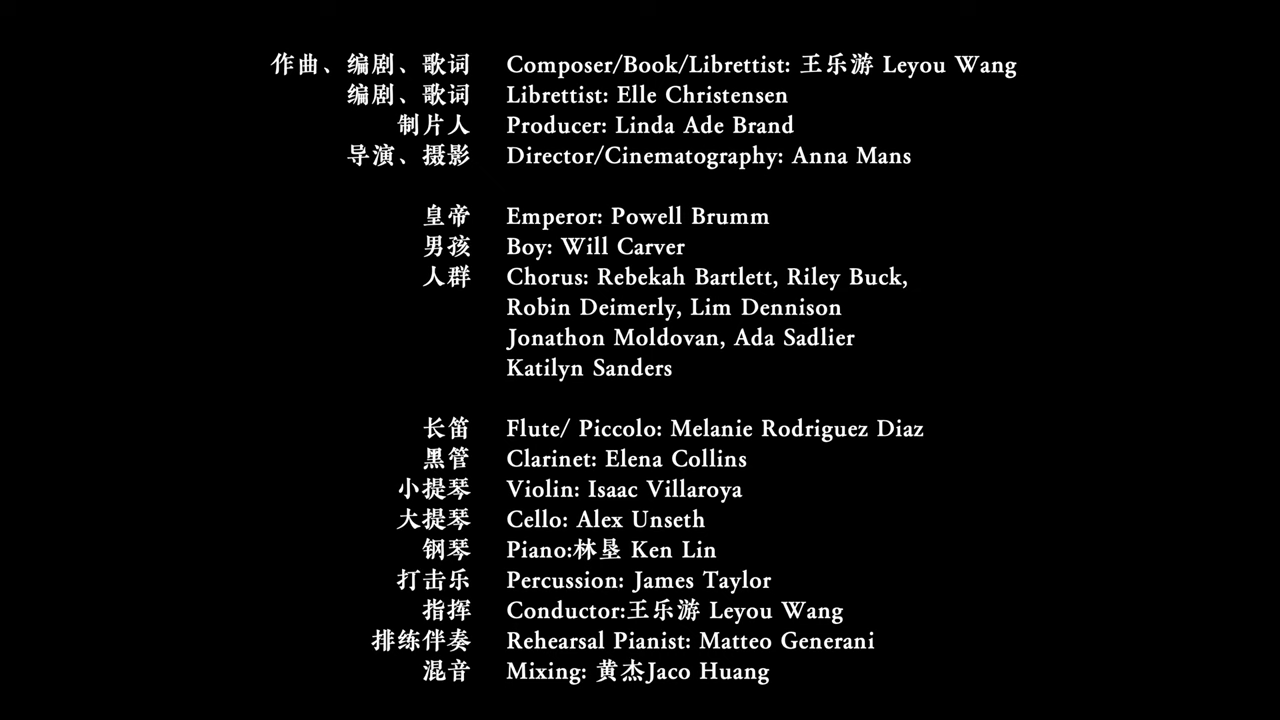 作曲、编剧、歌词 Composer/Book/Librettist: 王乐游 Leyou Wang
编剧、歌词 Librettist: Elle Christensen
制片人 Producer: Linda Ade Brand
导演、摄影 Director/Cinematography: Anna Mans
皇帝 Emperor: Powell Brumm
男孩 Boy: Will Carver
人群 Chorus: Rebekah Bartlett, Riley Buck,
Robin Deimerly, Lim Dennison
Jonathon Moldovan, Ada Sadlier
Katilyn Sanders
长笛 Flute/ Piccolo: Melanie Rodriguez Diaz
黑管 Clarinet: Elena Collins
小提琴 Violin: Isaac Villaroya
大提琴 Cello: Alex Unseth
钢琴 Piano:林垦 Ken Lin
打击乐 Percussion: James Taylor
指挥 Conductor:王乐游 Leyou Wang
排练伴奏 Rehearsal Pianist: Matteo Generani
混音 Mixing: 黄杰Jaco Huang